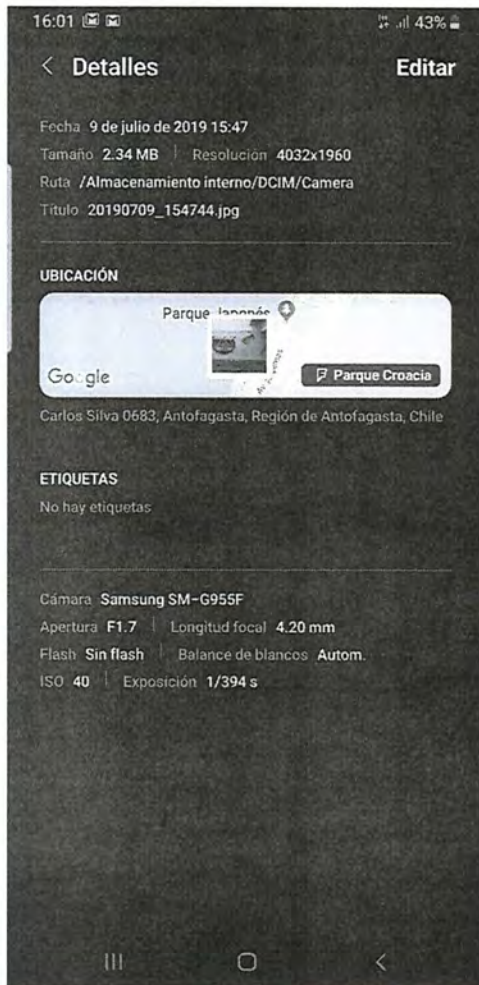 16:01 43%
< Detalles Editar
Fecha 9 de julio de 2019 15:47
Tamaño 2.34 MB | Resolución 4032x1960
Ruta /Almacenamiento interno/DCIM/Camera
Título 20190709_154744.jpg
UBICACIÓN
Parque Japonés
Google
Parque Croacia
Carlos Silva 0683, Antofagasta, Región de Antofagasta, Chile
ETIQUETAS
No hay etiquetas
Cámara Samsung SM-G955F
Apertura F1.7 | Longitud focal 4.20 mm
Flash Sin flash | Balance de blancos Autom.
ISO 40 | Exposición 1/394 s